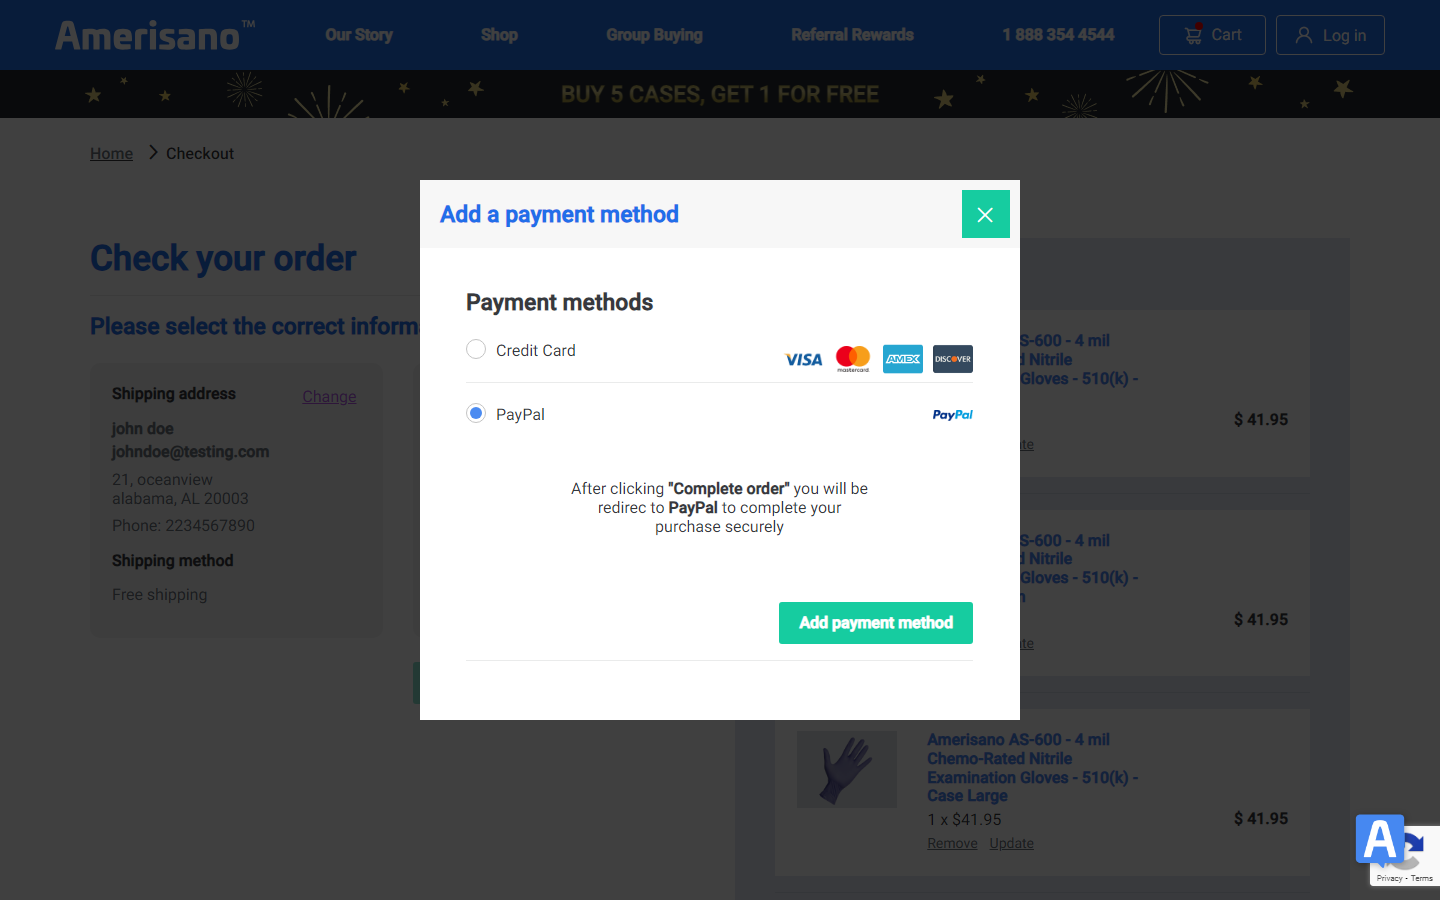 Amerisano™
Our Story
Shop
Group Buying
Referral Rewards
1 888 354 4544
Cart
Log in
BUY 5 CASES, GET 1 FOR FREE
Home
Checkout
Check your order
Please select the correct inform
Shipping address
Change
john doe
johndoe@testing.com
21, oceanview
alabama, AL 20003
Phone: 2234567890
Shipping method
Free shipping
Add a payment method
Payment methods
Credit Card
VISA
mastercard
AMEX
DISCOVER
PayPal
PayPal
After clicking "Complete order" you will be
redirec to PayPal to complete your
purchase securely
Add payment method
S-600 - 4 mil
d Nitrile
Gloves - 510(k) -
$ 41.95
te
S-600 - 4 mil
d Nitrile
Gloves - 510(k) -
$ 41.95
te
Amerisano AS-600 - 4 mil
Chemo-Rated Nitrile
Examination Gloves - 510(k) -
Case Large
1 x $41.95
$ 41.95
Remove
Update
A
Privacy - Terms